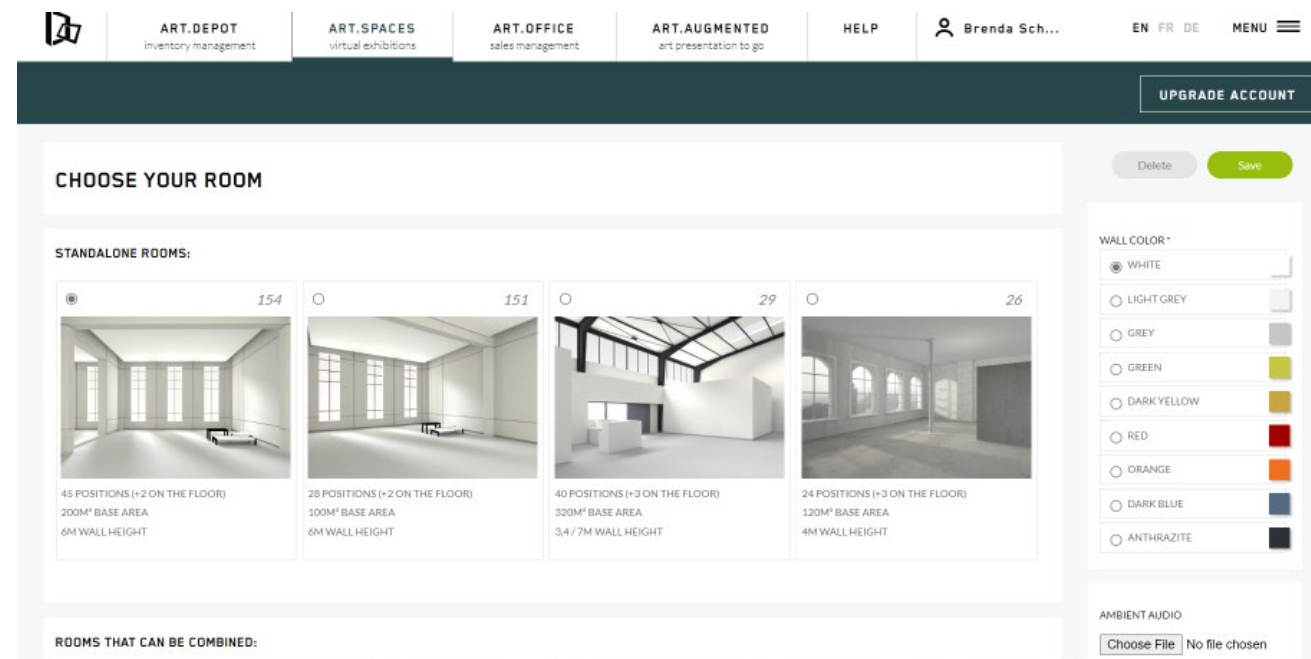 ART.DEPOT
inventory management
ART.SPACES
virtual exhibitions
ART.OFFICE
sales management
ART.AUGMENTED
art presentation to go
HELP
Brenda Sch...
EN FR DE
MENU
UPGRADE ACCOUNT
CHOOSE YOUR ROOM
Delete
Save
STANDALONE ROOMS:
154
45 POSITIONS (+2 ON THE FLOOR)
200M² BASE AREA
6M WALL HEIGHT
151
28 POSITIONS (+2 ON THE FLOOR)
100M² BASE AREA
6M WALL HEIGHT
29
40 POSITIONS (+3 ON THE FLOOR)
320M² BASE AREA
3,4 / 7M WALL HEIGHT
26
24 POSITIONS (+3 ON THE FLOOR)
120M² BASE AREA
4M WALL HEIGHT
ROOMS THAT CAN BE COMBINED:
WALL COLOR *
WHITE
LIGHT GREY
GREY
GREEN
DARK YELLOW
RED
ORANGE
DARK BLUE
ANTHRAZITE
AMBIENT AUDIO
Choose File No file chosen